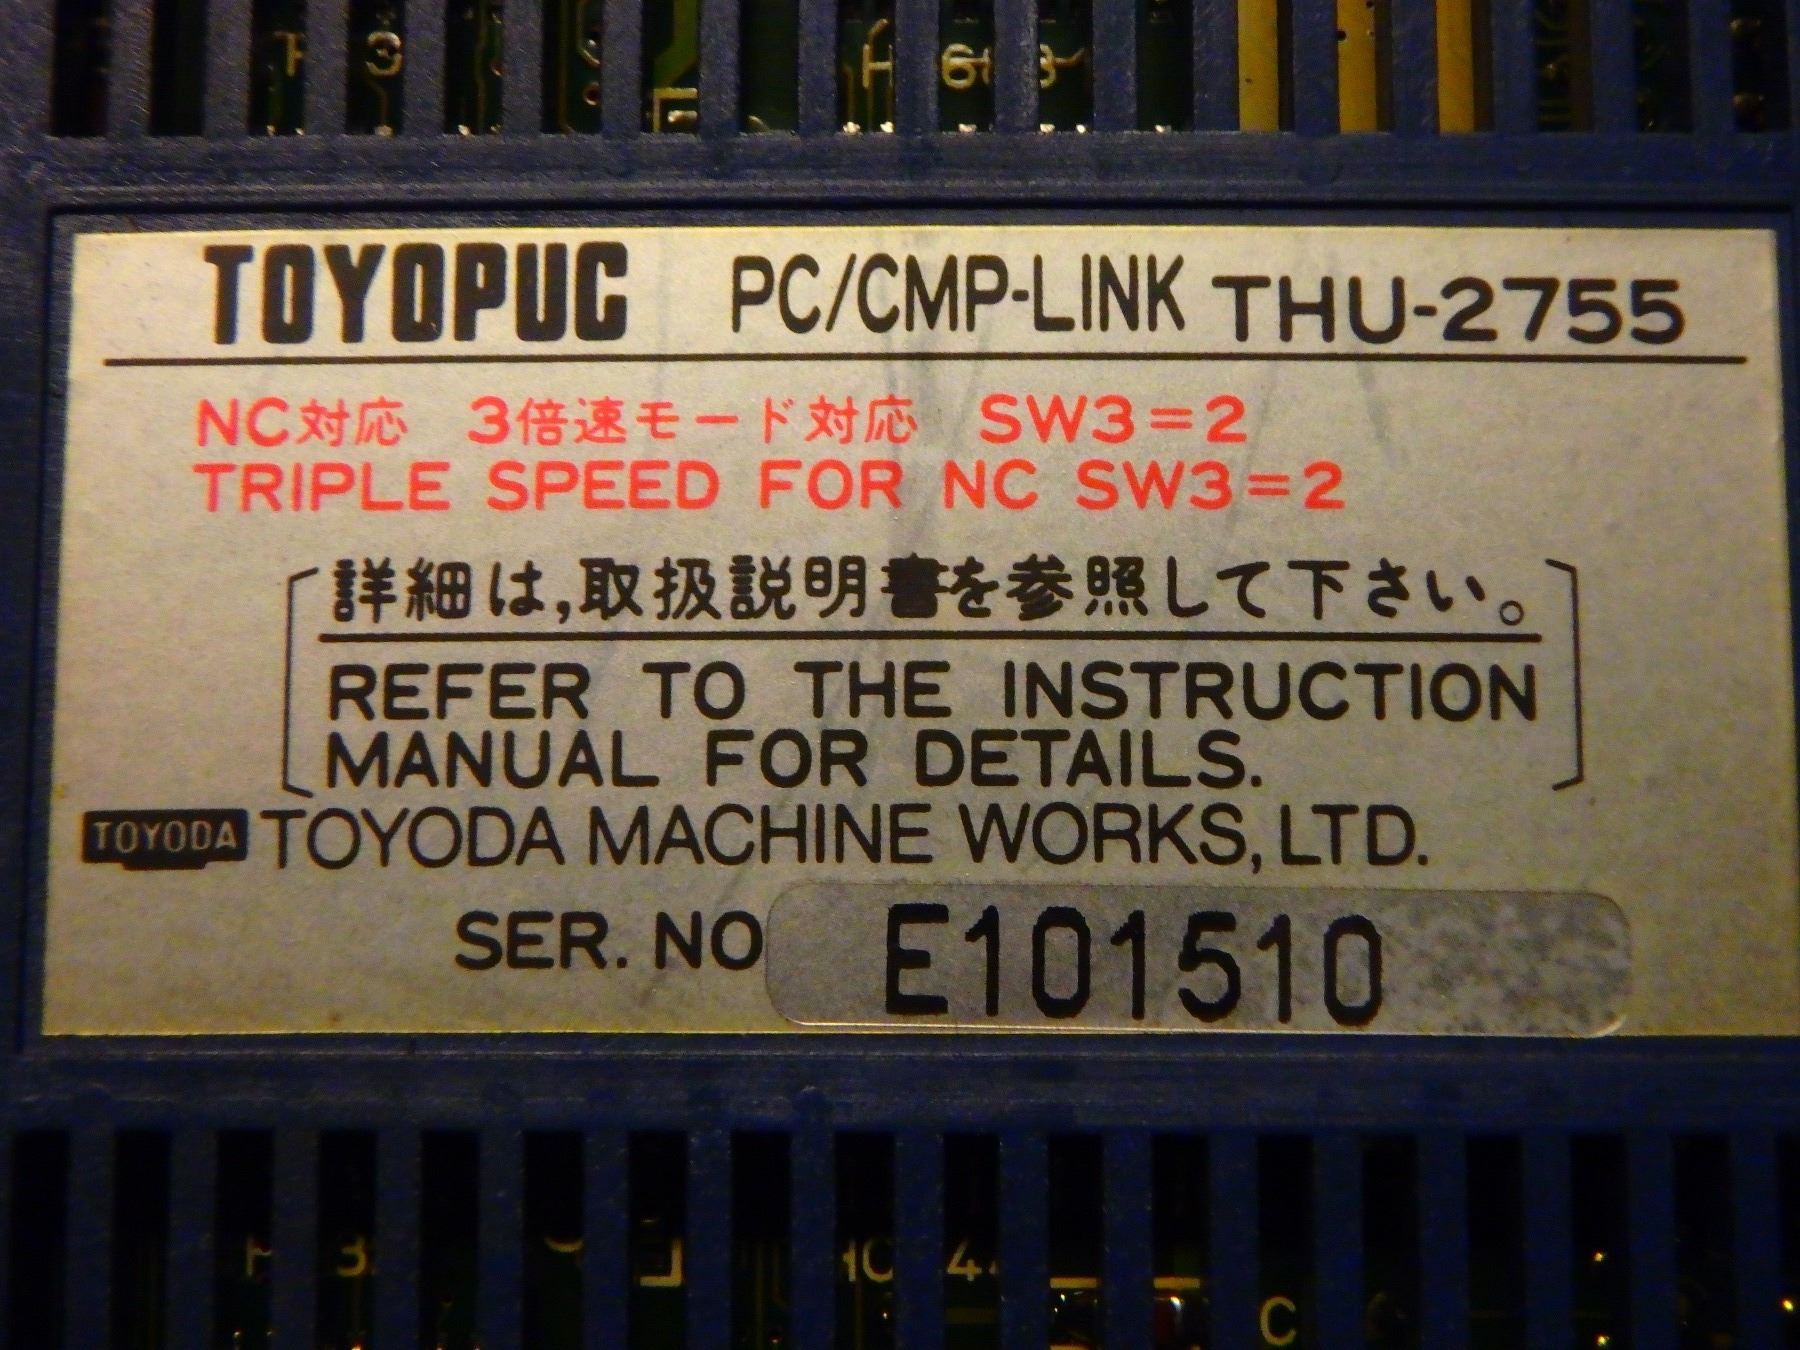 TOYOPUC PC/CMP-LINK THU-2755
NC対応 3倍速モード対応 SW3=2
TRIPLE SPEED FOR NC SW3=2
詳細は,取扱説明書を参照して下さい。
REFER TO THE INSTRUCTION
MANUAL FOR DETAILS.
TOYODA TOYODA MACHINE WORKS, LTD.
SER. NO E101510